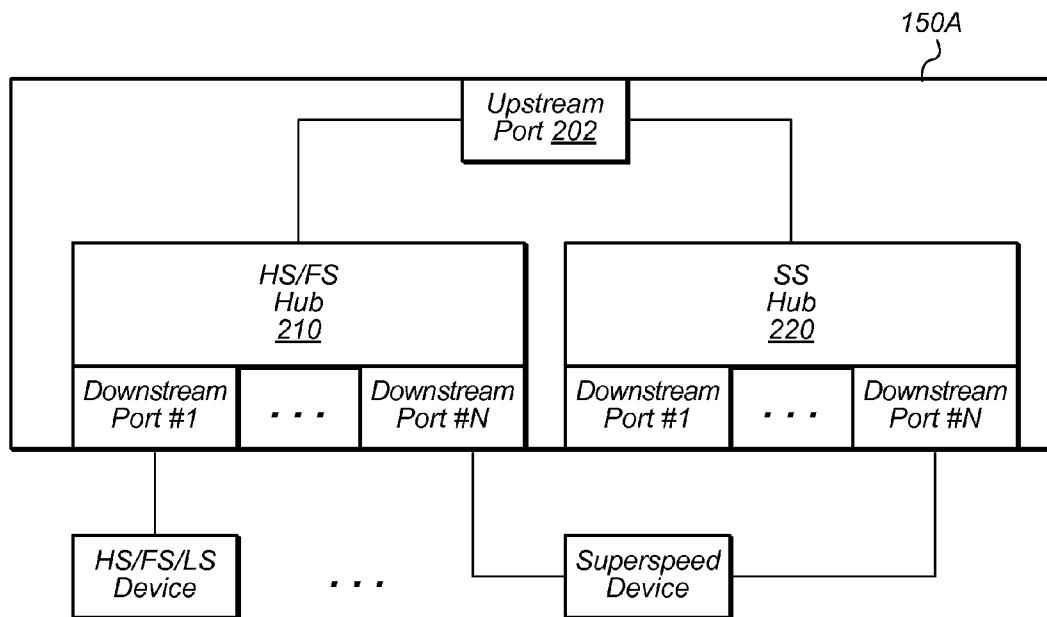 150A
Upstream
Port 202
HS/FS
Hub
210
SS
Hub
220
Downstream
Port #1
. . .
Downstream
Port #N
Downstream
Port #1
. . .
Downstream
Port #N
HS/FS/LS
Device
. . .
Superspeed
Device